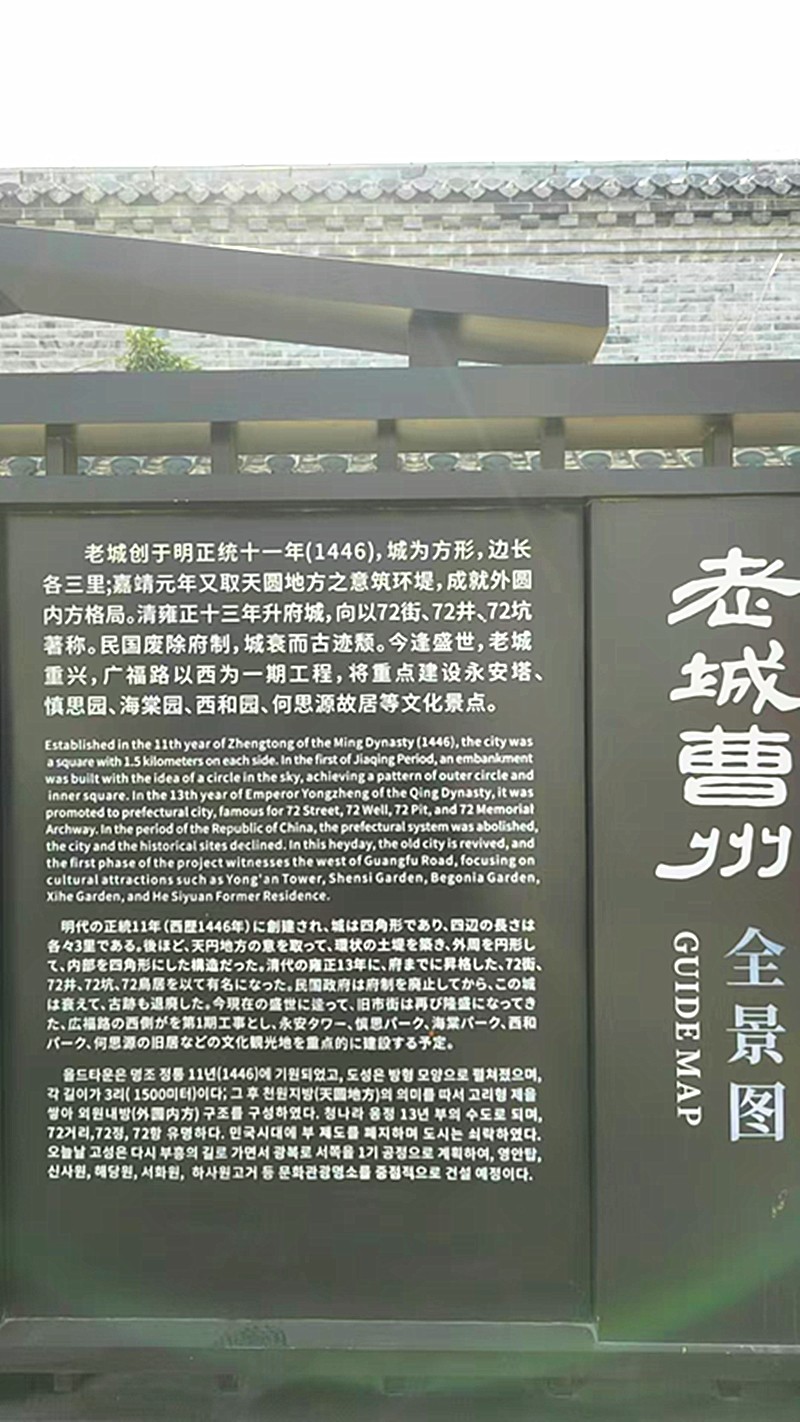 老城创于明正统十一年(1446)，城为方形，边长
各三里;嘉靖元年又取天圆地方之意筑环堤，成就外圆
内方格局。清雍正十三年升府城，向以72街、72井、72坑
著称。民国废除府制，城衰而古迹颓。今逢盛世，老城
重兴，广福路以西为一期工程，将重点建设永安塔、
慎思园、海棠园、西和园、何思源故居等文化景点。
Established in the 11th year of Zhengtong of the Ming Dynasty (1446), the city was
a square with 1.5 kilometers on each side. In the first of Jiaqing Period, an embankment
was built with the idea of a circle in the sky, achieving a pattern of outer circle and
inner square. In the 13th year of Emperor Yongzheng of the Qing Dynasty, it was
promoted to prefectural city, famous for 72 Street, 72 Well, 72 Pit, and 72 Memorial
Archway. In the period of the Republic of China, the prefectural system was abolished,
the city and the historical sites declined. In this heyday, the old city is revived, and
the first phase of the project witnesses the west of Guangfu Road, focusing on
cultural attractions such as Yong'an Tower, Shensi Garden, Begonia Garden,
Xihe Garden, and He Siyuan Former Residence.
明代の正統11年（西歴1446年）に創建され、城は四角形であり、四辺の長さは
各々3里である。後ほど、天円地方の意を取って、環状の土堤を築き、外周を円形し
て、内部を四角形にした構造だった。清代の雍正13年に、府までに昇格した、72街、
72井、72坑、72鳥居を以て有名になった。民国政府は府制を廃止してから、この城
は衰えて、古跡も退廃した。今現在の盛世に逢って、旧市街は再び隆盛になってき
た、広福路の西側がを第1期工事とし、永安タワー、慎思パーク、海棠パーク、西和
パーク、何思源の旧居などの文化観光地を重点的に建設する予定。
올드타운은 명조 정통 11년(1446)에 기원되었고, 도성은 방형 모양으로 펼쳐졌으며,
각 길이가 3리( 1500미터)이다; 그 후 천원지방(天圆地方)의 의미를 따서 고리형 제을
쌓아 외원내방(外圆内方) 구조를 구성하였다. 청나라 옹정 13년 부의 수도로 되며,
72거리,72정, 72항 유명하다. 민국시대에 부 제도를 폐지하며 도시는 쇠락하였다.
오늘날 고성은 다시 부흥의 길로 가면서 광복로 서쪽을 1기 공정으로 계획하여, 영안탑,
신사원, 해당원, 서화원, 하사원고거 등 문화관광명소를 중점적으로 건설 예정이다.
老城曹州
全景图
GUIDE MAP